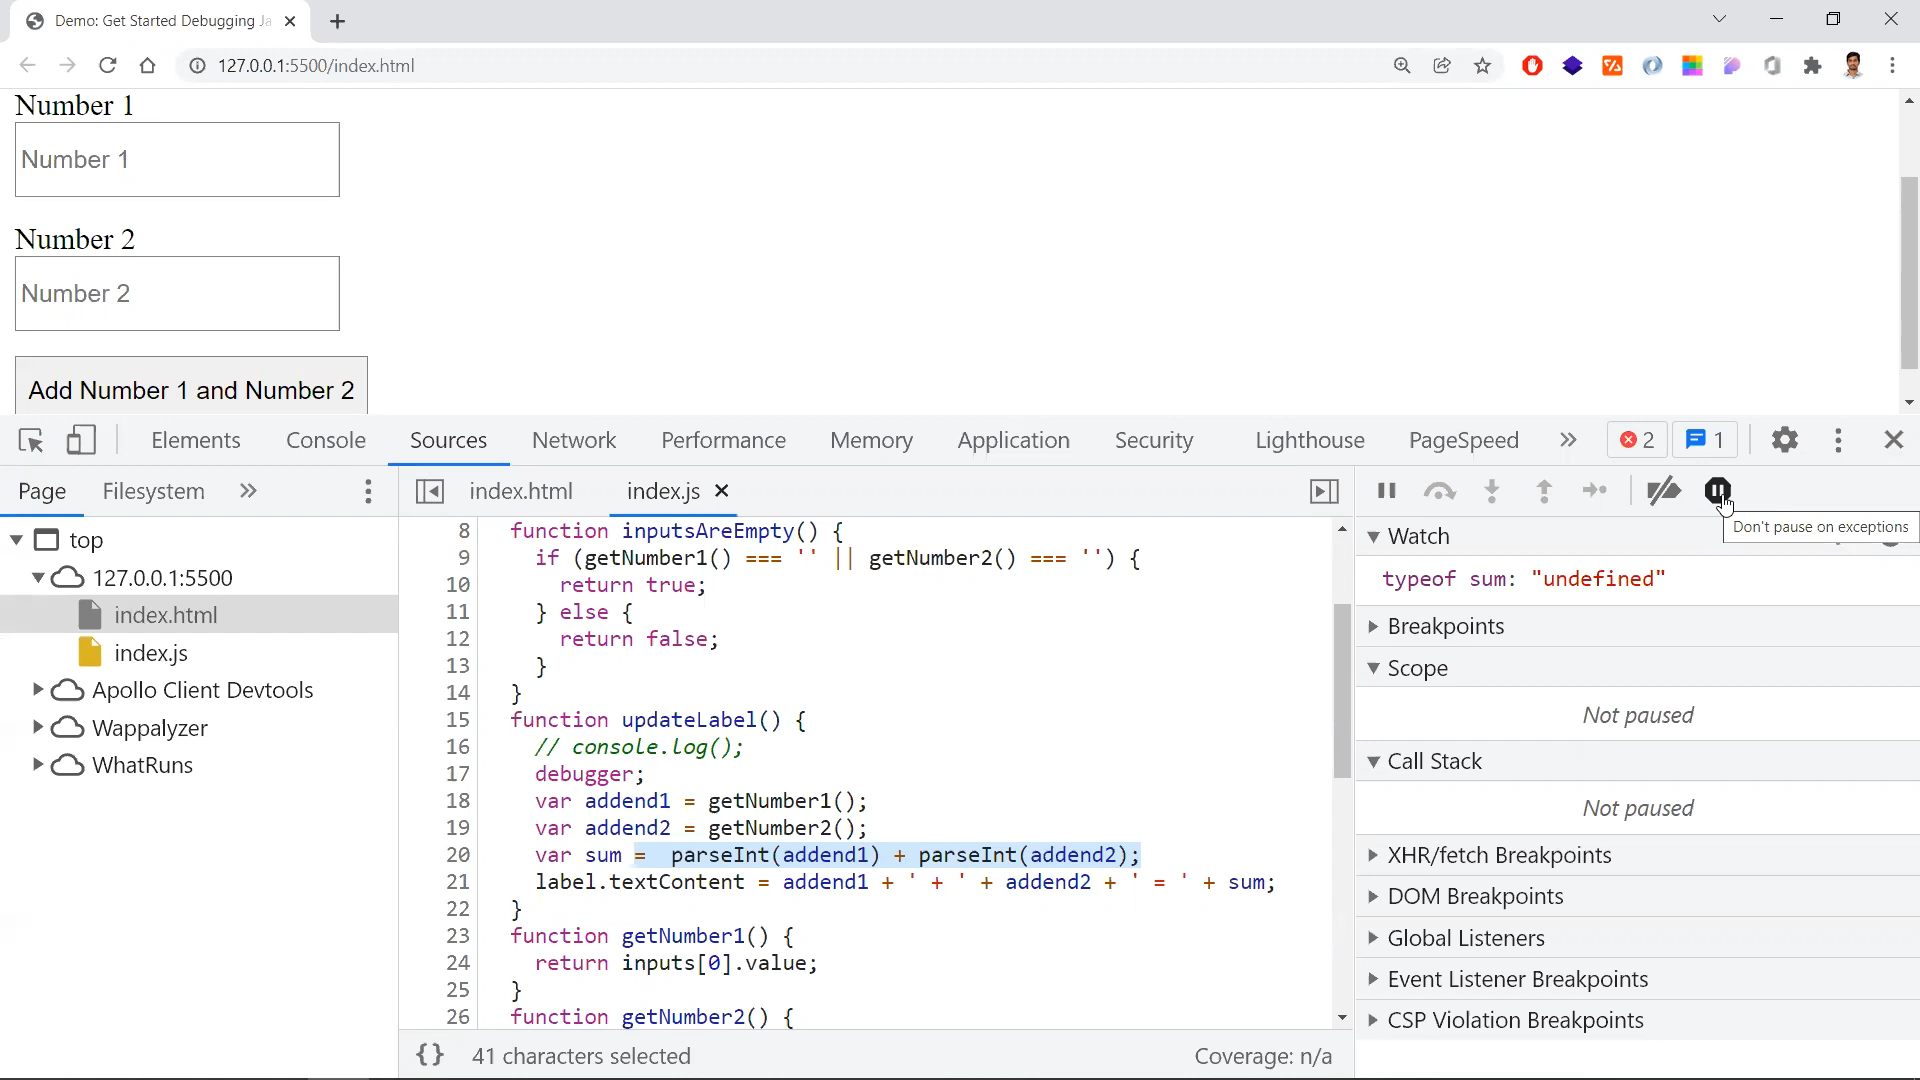 Demo: Get Started Debugging Ja
127.0.0.1:5500/index.html
Number 1
Number 1
Number 2
Number 2
Add Number 1 and Number 2
Elements Console Sources Network Performance Memory Application Security Lighthouse PageSpeed » 2 1
Page Filesystem » index.html index.js
Don't pause on exceptions
top
127.0.0.1:5500
index.html
index.js
Apollo Client Devtools
Wappalyzer
WhatRuns
8 function inputsAreEmpty() {
9 if (getNumber1() === '' || getNumber2() === '') {
10 return true;
11 } else {
12 return false;
13 }
14 }
15 function updateLabel() {
16 // console.log();
17 debugger;
18 var addend1 = getNumber1();
19 var addend2 = getNumber2();
20 var sum =  parseInt(addend1) + parseInt(addend2);
21 label.textContent = addend1 + ' + ' + addend2 + ' = ' + sum;
22 }
23 function getNumber1() {
24 return inputs[0].value;
25 }
26 function getNumber2() {
{} 41 characters selected Coverage: n/a
Watch
typeof sum: "undefined"
Breakpoints
Scope
Not paused
Call Stack
Not paused
XHR/fetch Breakpoints
DOM Breakpoints
Global Listeners
Event Listener Breakpoints
CSP Violation Breakpoints